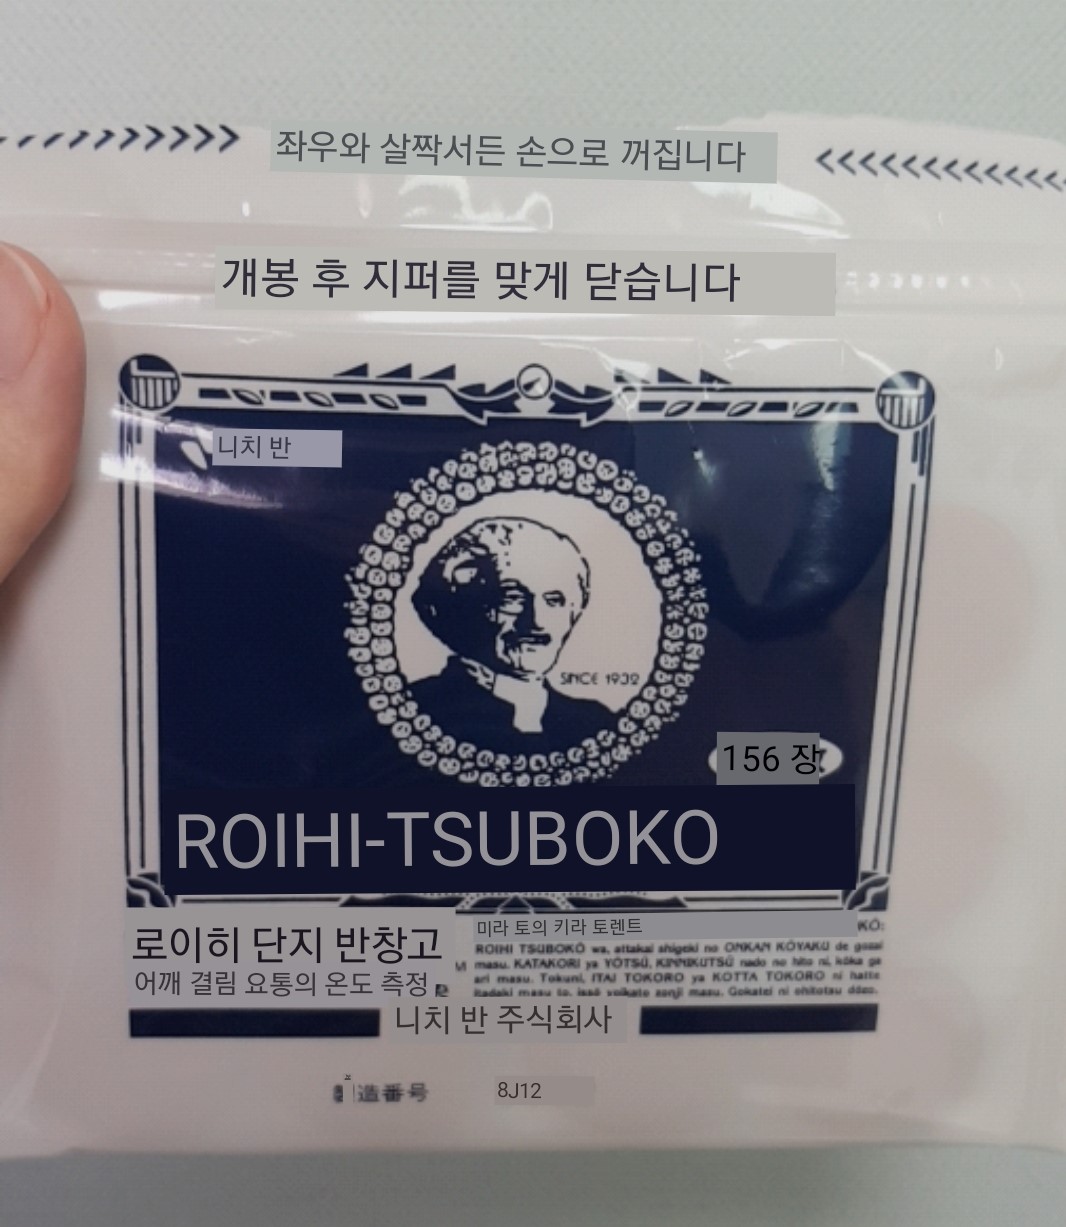 좌우와 살짝서든 손으로 꺼집니다
개봉 후 지퍼를 맞게 닫습니다
니치 반
SINCE 1932
156 장
ROIHI-TSUBOKO
로이히 단지 반창고
어깨 결림 요통의 온도 측정
미라 토의 키라 토렌트
KŌ:
ROIHI TSUBOKŌ wa, attakai shigeki no ONKAN KŌYAKU de gozai
masu. KATAKORI ya YŌTSŪ, KINNIKUTSŪ nado no hito ni, kōka ga
ari masu. Tokuni, ITAI TOKORO ya KOTTA TOKORO ni hatte
itadaki masu to, issō yoikato zonji masu. Gokatei ni ohitotsu dōzo.
니치 반 주식회사
造番号 8J12